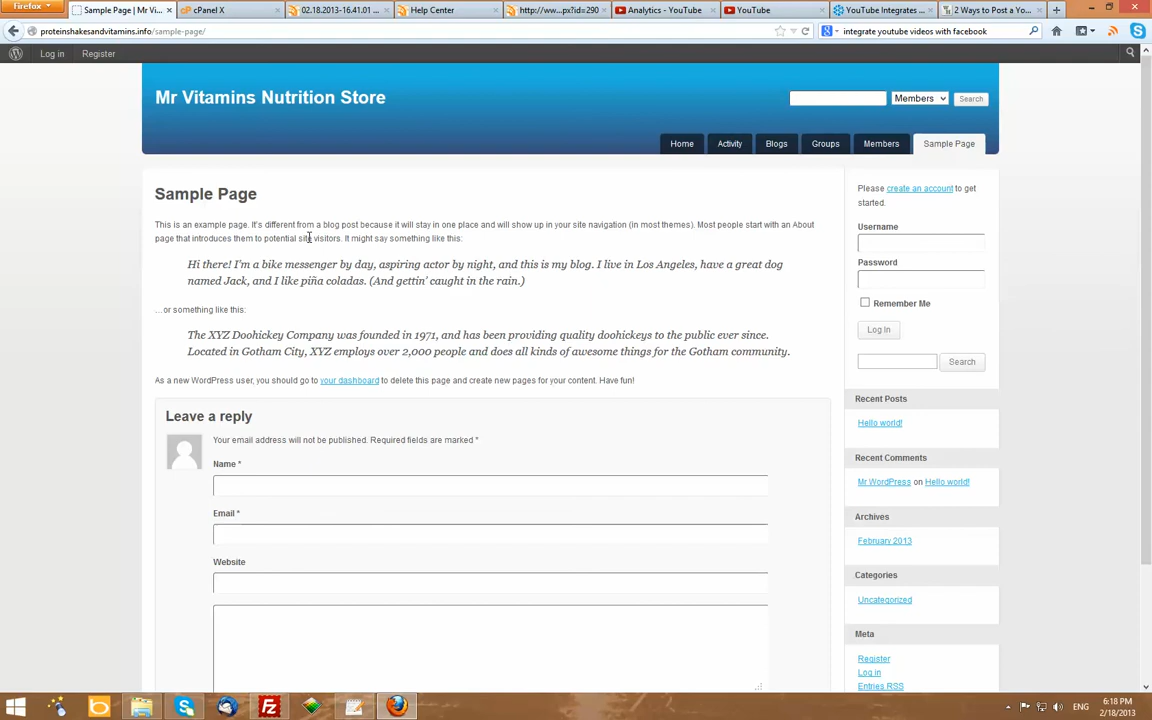 Firefox
Sample Page | Mr Vi...
cPanel X
02.18.2013-16.41.01
Help Center
http://ww...px?id=290
Analytics - YouTube
YouTube
YouTube Integrates ...
2 Ways to Post a Yo...
proteinshakesandvitamins.info/sample-page/
integrate youtube videos with facebook
Log in
Register
Mr Vitamins Nutrition Store
Members
Search
Home
Activity
Blogs
Groups
Members
Sample Page
Sample Page
This is an example page. It's different from a blog post because it will stay in one place and will show up in your site navigation (in most themes). Most people start with an About
page that introduces them to potential site visitors. It might say something like this:
Hi there! I'm a bike messenger by day, aspiring actor by night, and this is my blog. I live in Los Angeles, have a great dog
named Jack, and I like piña coladas. (And gettin' caught in the rain.)
...or something like this:
The XYZ Doohickey Company was founded in 1971, and has been providing quality doohickeys to the public ever since.
Located in Gotham City, XYZ employs over 2,000 people and does all kinds of awesome things for the Gotham community.
As a new WordPress user, you should go to your dashboard to delete this page and create new pages for your content. Have fun!
Leave a reply
Your email address will not be published. Required fields are marked *
Name *
Email *
Website
Please create an account to get
started.
Username
Password
Remember Me
Log In
Search
Recent Posts
Hello world!
Recent Comments
Mr WordPress on Hello world!
Archives
February 2013
Categories
Uncategorized
Meta
Register
Log in
Entries RSS
ENG
6:18 PM
2/18/2013